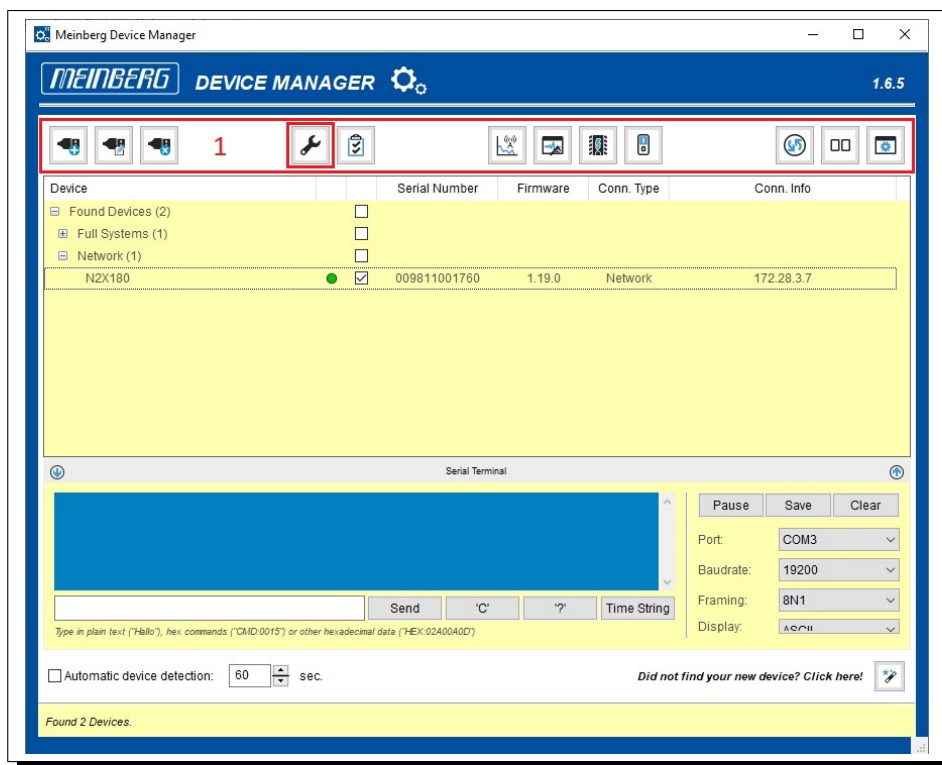 Meinberg Device Manager
MEINBERG DEVICE MANAGER 1.6.5
1
Device Serial Number Firmware Conn. Type Conn. Info
Found Devices (2)
Full Systems (1)
Network (1)
N2X180 009811001760 1.19.0 Network 172.28.3.7
Serial Terminal
Pause Save Clear
Port: COM3
Baudrate: 19200
Framing: 8N1
Display: ASCII
Send 'C' '?' Time String
Type in plain text ("Hallo"), hex commands ("CMD:0015") or other hexadecimal data ("HEX:02A00A0D")
Automatic device detection: 60 sec.
Did not find your new device? Click here!
Found 2 Devices.